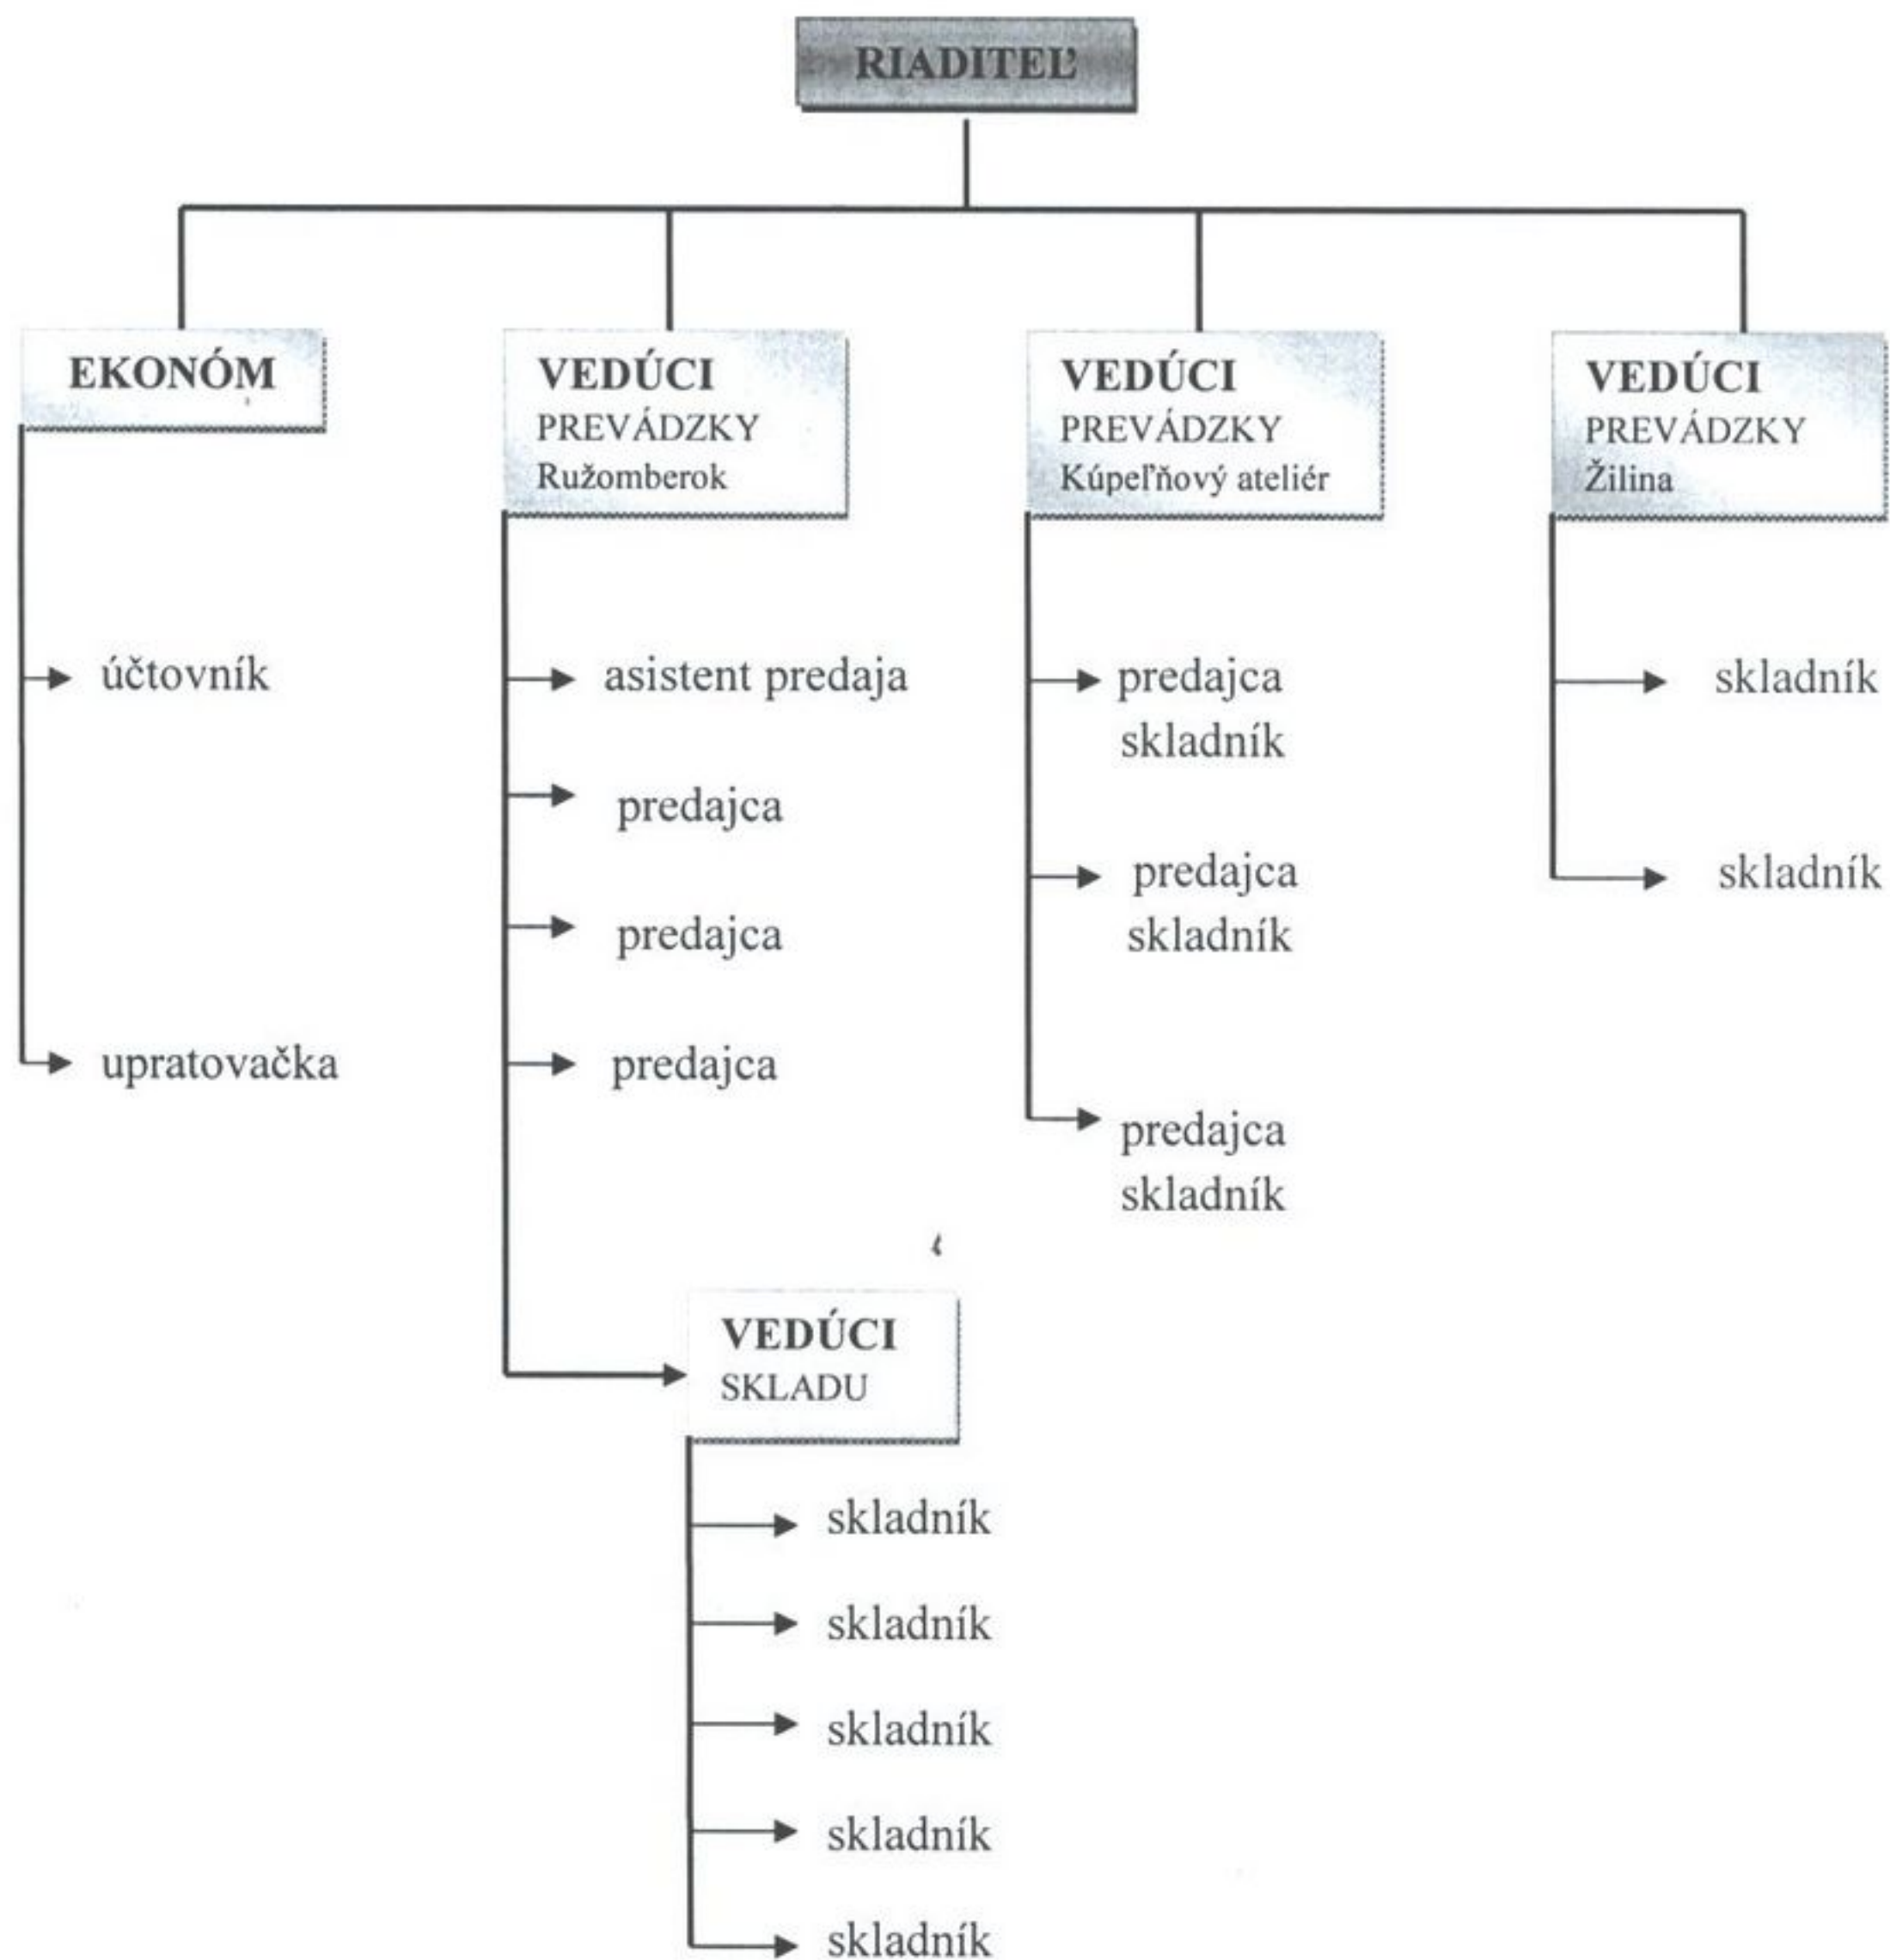 RIADITEĽ
EKONÓM
účtovník
upratovačka
VEDÚCI
PREVÁDZKY
Ružomberok
asistent predaja
predajca
predajca
predajca
VEDÚCI
SKLADU
skladník
skladník
skladník
skladník
skladník
VEDÚCI
PREVÁDZKY
Kúpeľňový ateliér
predajca
skladník
predajca
skladník
predajca
skladník
VEDÚCI
PREVÁDZKY
Žilina
skladník
skladník